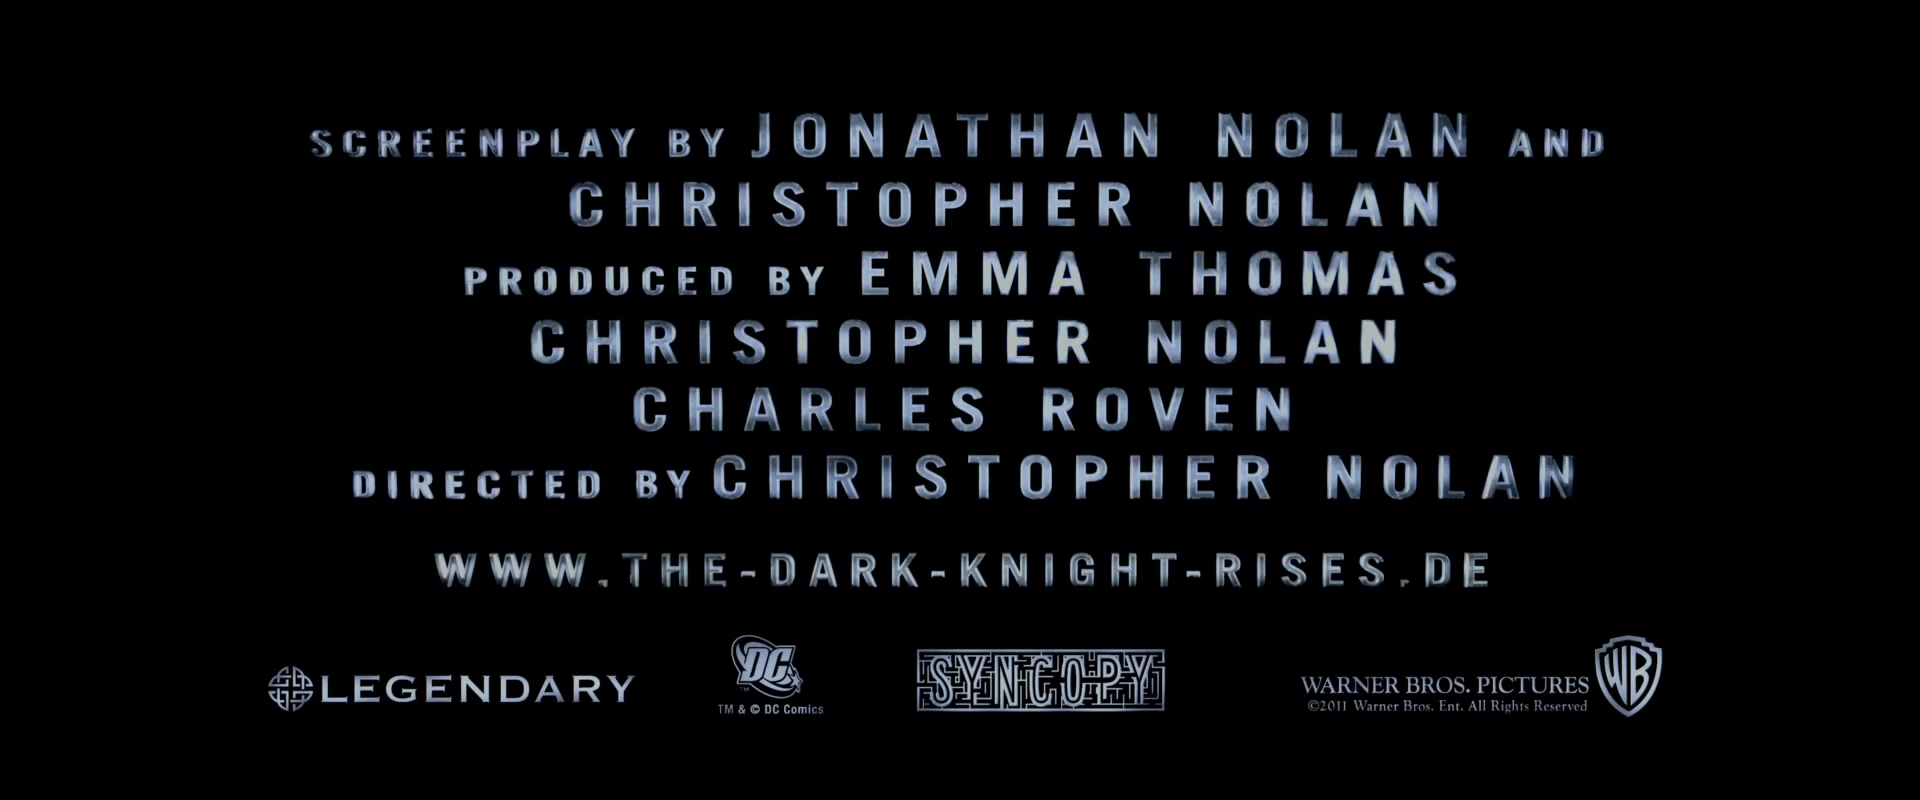 SCREENPLAY BY JONATHAN NOLAN AND
CHRISTOPHER NOLAN
PRODUCED BY EMMA THOMAS
CHRISTOPHER NOLAN
CHARLES ROVEN
DIRECTED BY CHRISTOPHER NOLAN
WWW.THE-DARK-KNIGHT-RISES.DE
LEGENDARY
DC
TM
TM & © DC Comics
SYNCOPY
WARNER BROS. PICTURES
©2011 Warner Bros. Ent. All Rights Reserved
WB